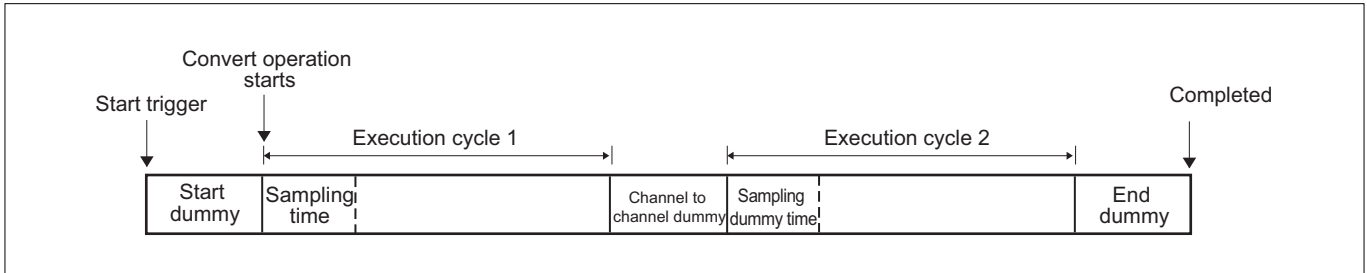 Convert operation
starts
Start trigger
Completed
Execution cycle 1
Execution cycle 2
Start
dummy
Sampling
time
Channel to
channel dummy
Sampling
dummy time
End
dummy